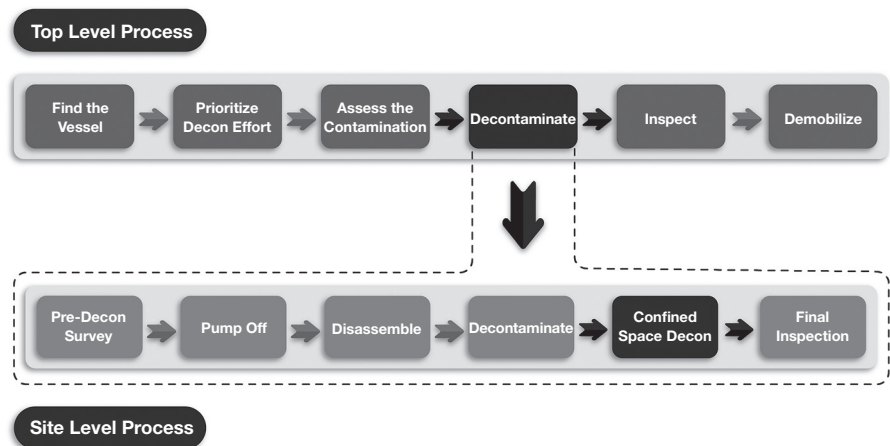 Top Level Process
Find the
Vessel
Prioritize
Decon Effort
Assess the
Contamination
Decontaminate
Inspect
Demobilize
Pre-Decon
Survey
Pump Off
Disassemble
Decontaminate
Confined
Space Decon
Final
Inspection
Site Level Process